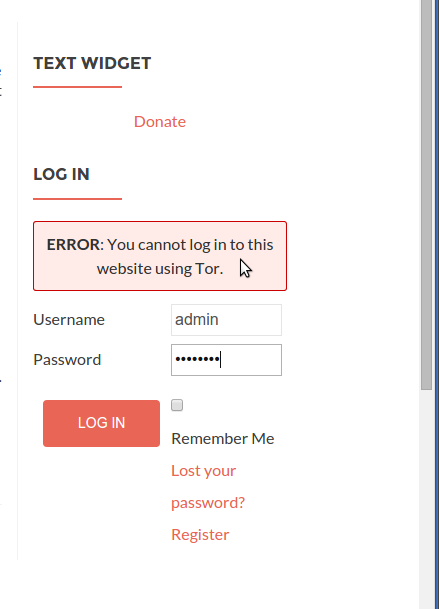 TEXT WIDGET
Donate
LOG IN
ERROR: You cannot log in to this
website using Tor.
Username
admin
Password
••••••••
LOG IN
Remember Me
Lost your
password?
Register